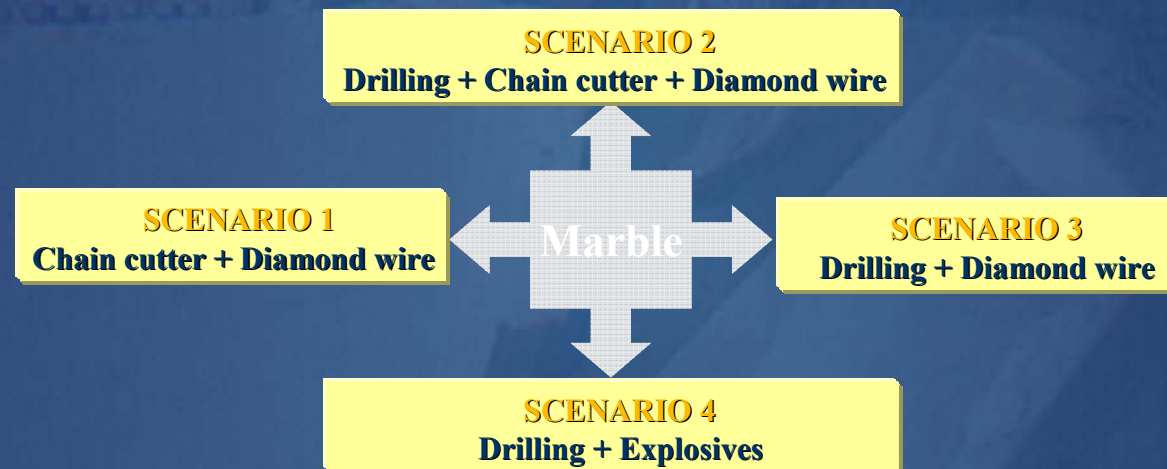 SCENARIO 2
Drilling + Chain cutter + Diamond wire
SCENARIO 1
Chain cutter + Diamond wire
Marble
SCENARIO 3
Drilling + Diamond wire
SCENARIO 4
Drilling + Explosives